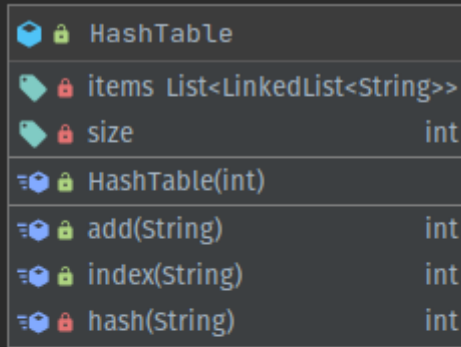 HashTable
items List<LinkedList<String>>
size int
HashTable(int)
add(String) int
index(String) int
hash(String) int